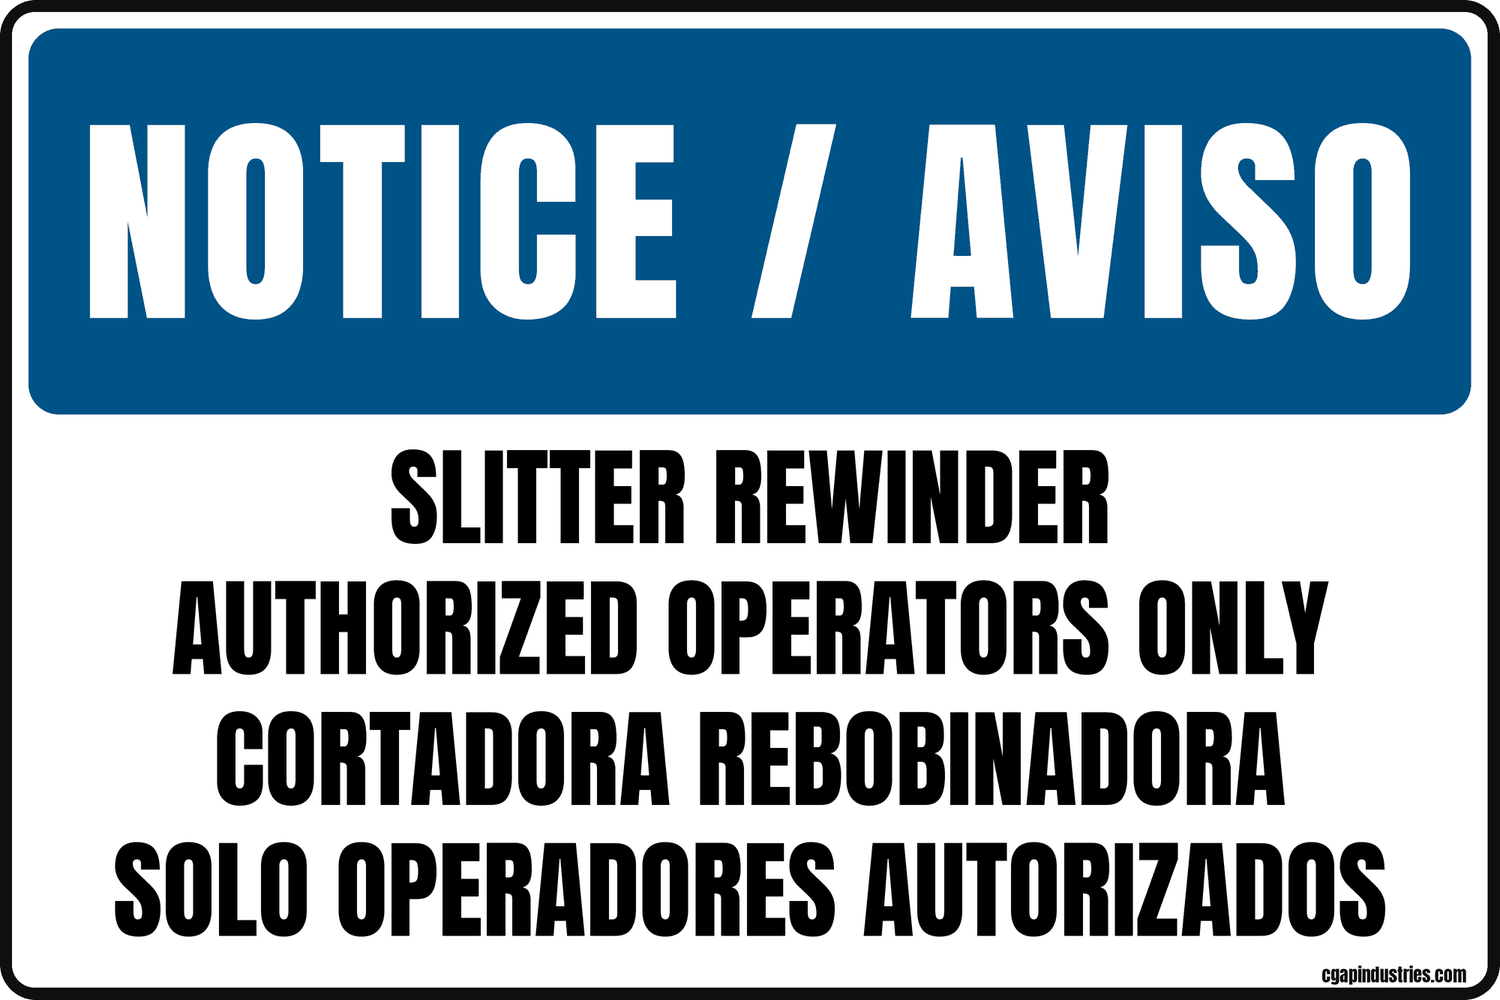 NOTICE / AVISO
SLITTER REWINDER
AUTHORIZED OPERATORS ONLY
CORTADORA REBOBINADORA
SOLO OPERADORES AUTORIZADOS
cgapindustries.com